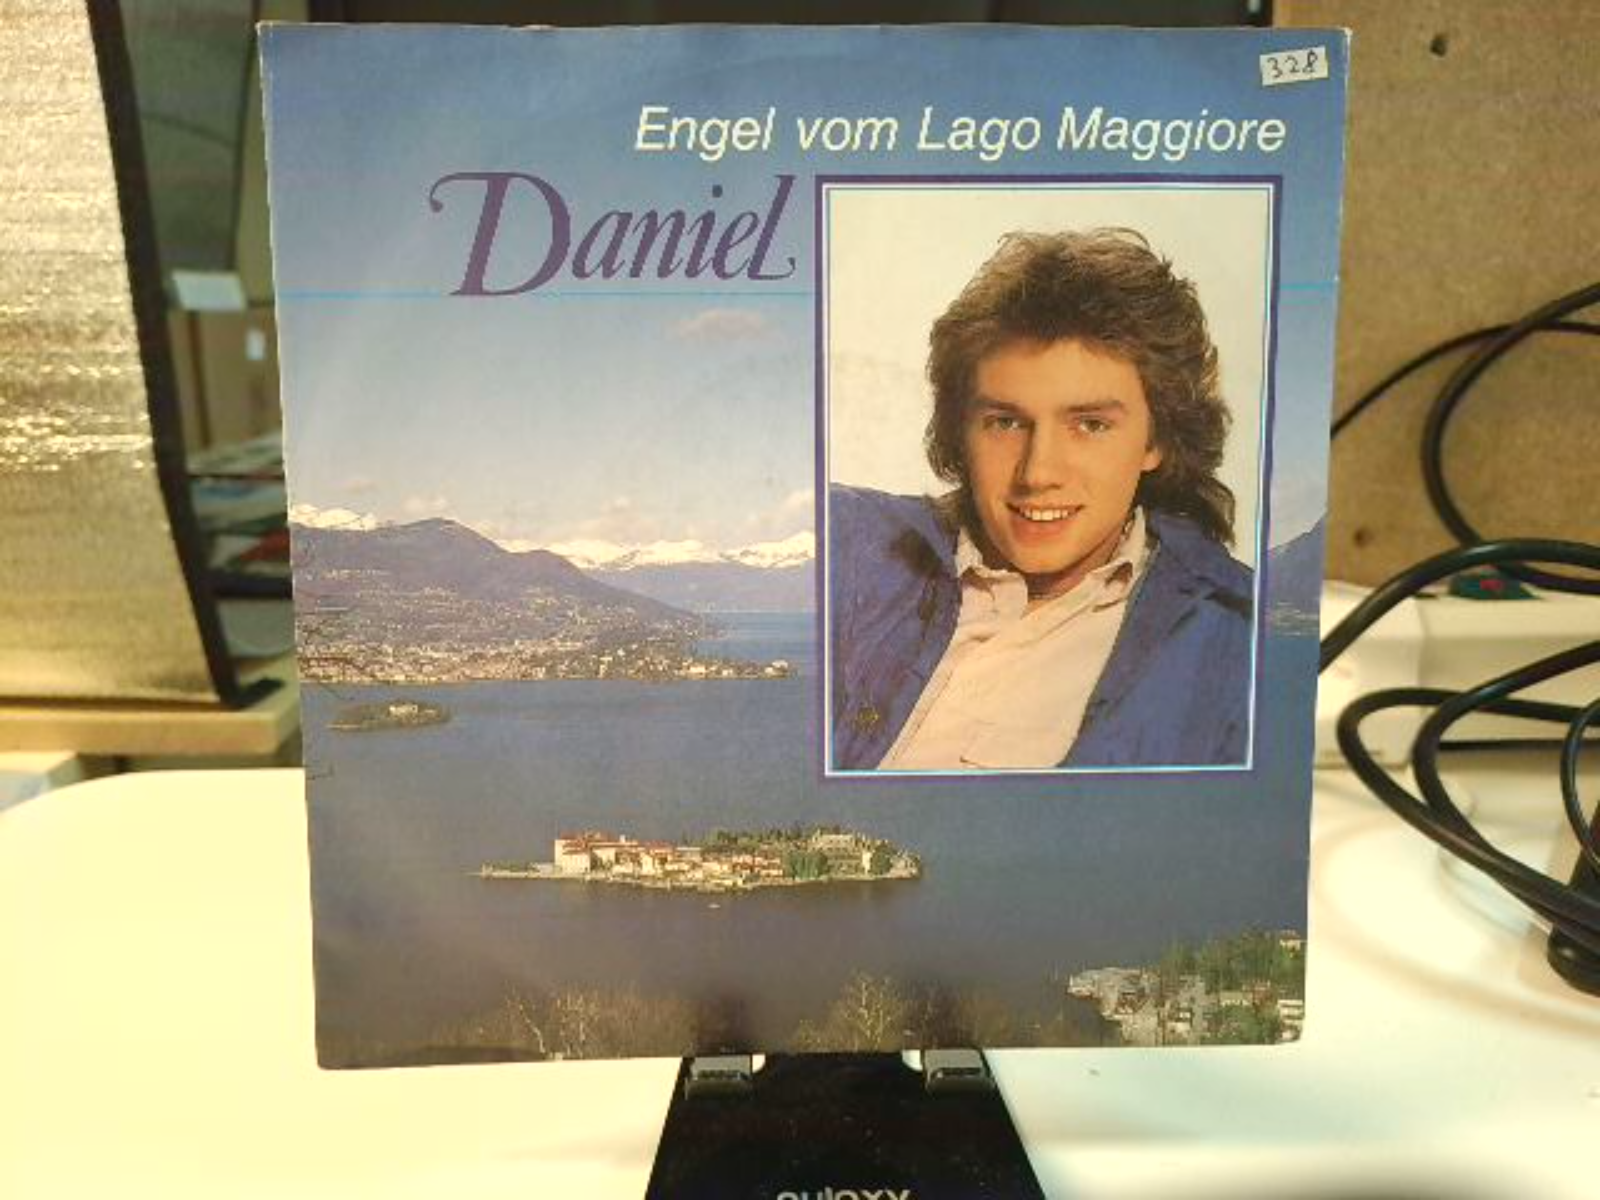 328
Engel vom Lago Maggiore
Daniel